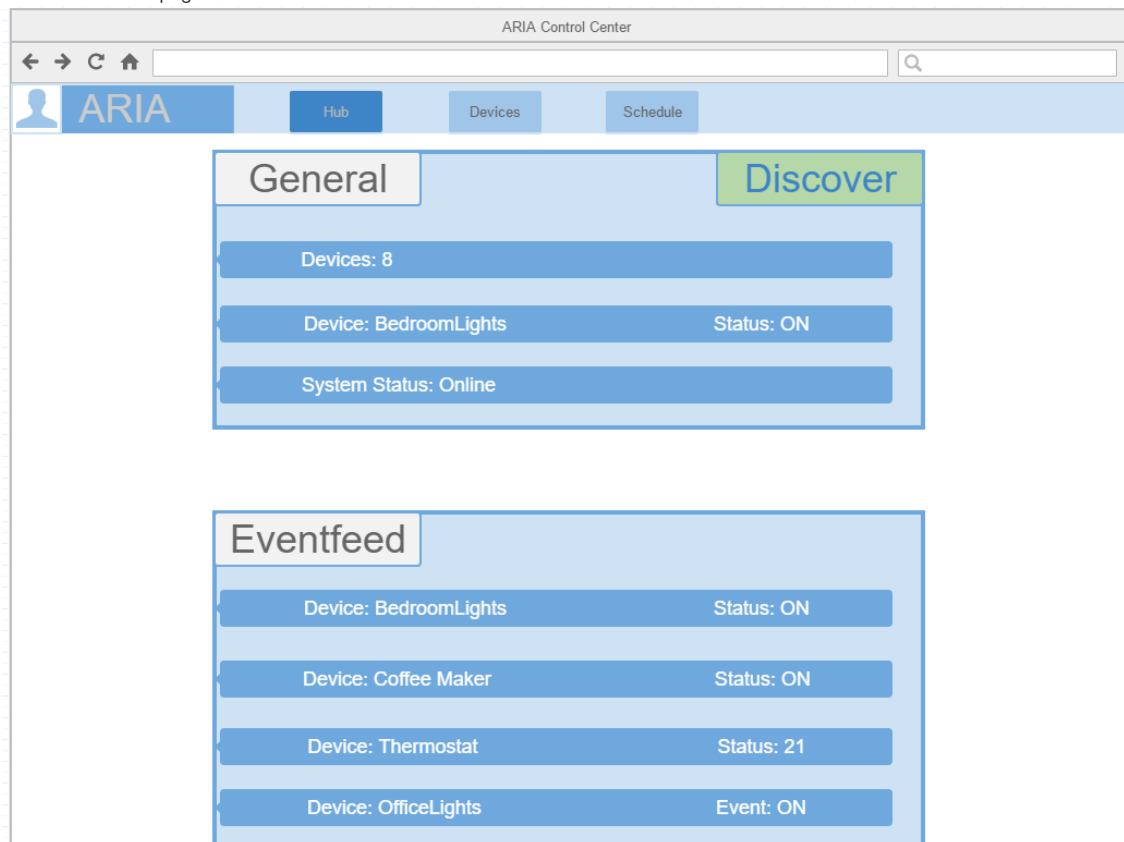 ARIA Control Center
ARIA Hub Devices Schedule
General Discover
Devices: 8
Device: BedroomLights Status: ON
System Status: Online
Eventfeed
Device: BedroomLights Status: ON
Device: Coffee Maker Status: ON
Device: Thermostat Status: 21
Device: OfficeLights Event: ON